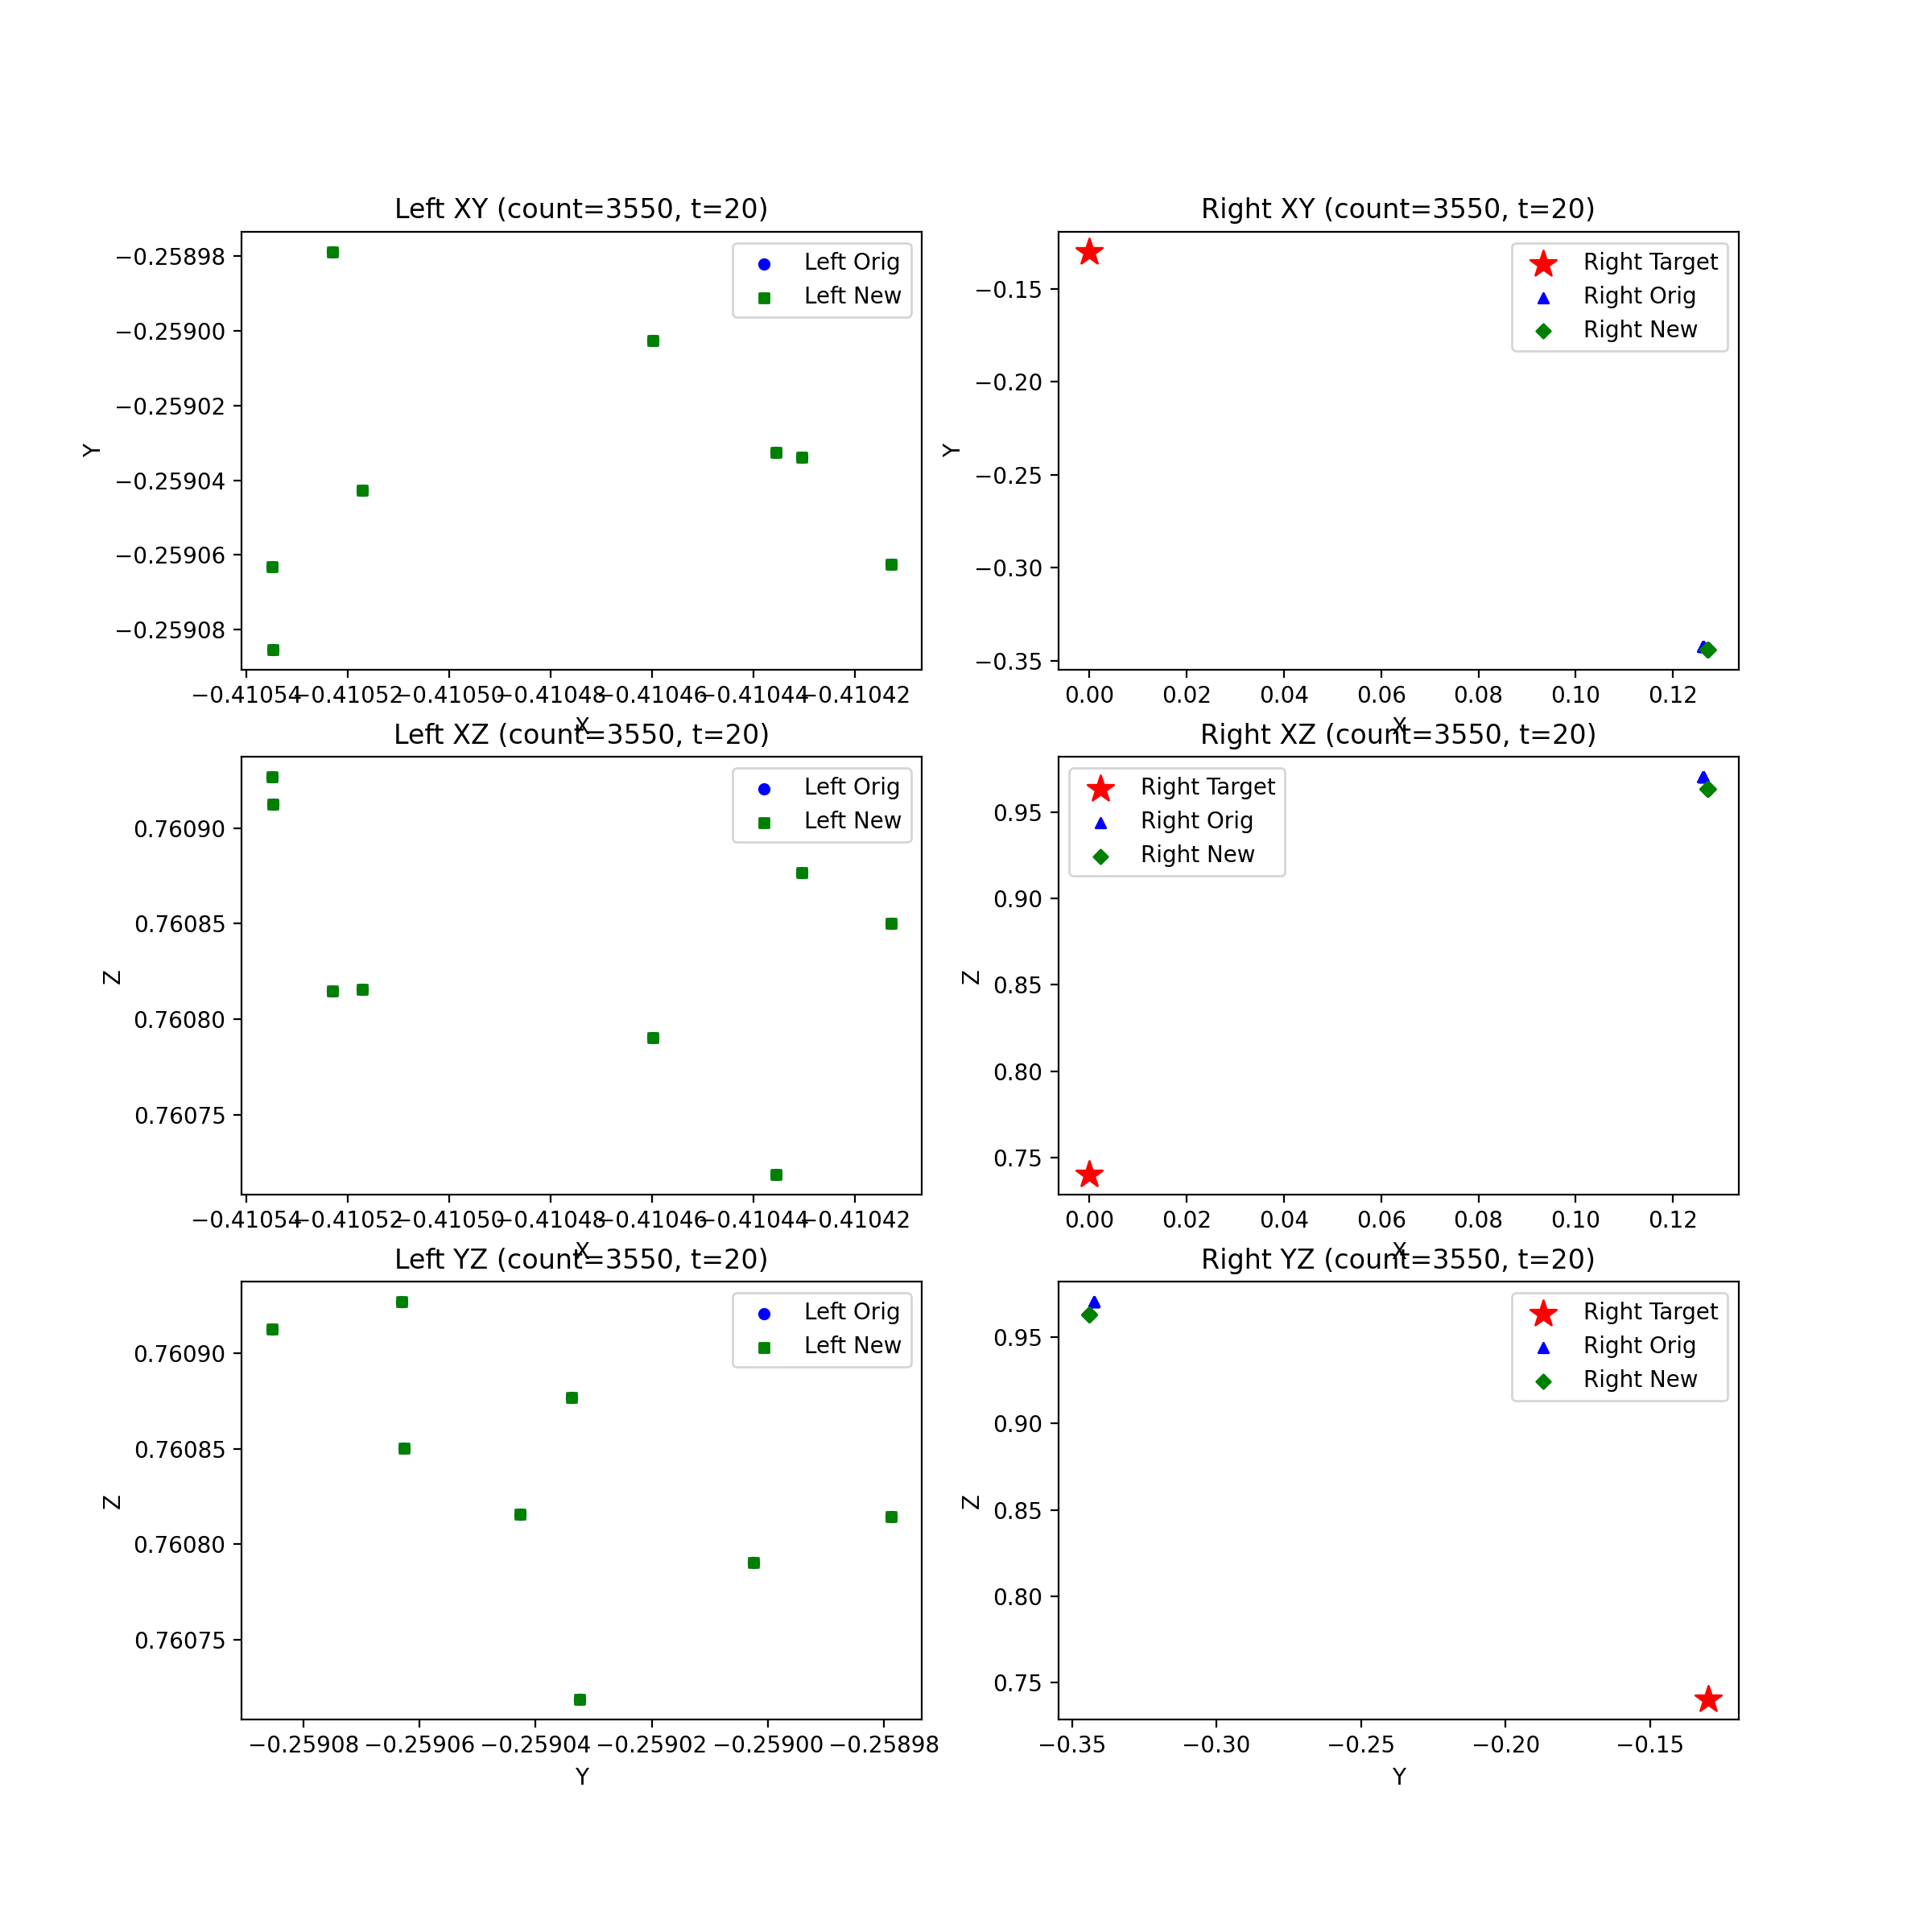 Left XY (count=3550, t=20)
−0.25898
−0.25900
−0.25902
−0.25904
−0.25906
−0.25908
Y
Left Orig
Left New
−0.41054 −0.41052 −0.41050 −0.41048 −0.41046 −0.41044 −0.41042
X
Right XY (count=3550, t=20)
−0.15
−0.20
−0.25
−0.30
−0.35
Y
Right Target
Right Orig
Right New
0.00 0.02 0.04 0.06 0.08 0.10 0.12
X
Left XZ (count=3550, t=20)
0.76090
0.76085
0.76080
0.76075
Z
Left Orig
Left New
−0.41054 −0.41052 −0.41050 −0.41048 −0.41046 −0.41044 −0.41042
X
Right XZ (count=3550, t=20)
0.95
0.90
0.85
0.80
0.75
Z
Right Target
Right Orig
Right New
0.00 0.02 0.04 0.06 0.08 0.10 0.12
X
Left YZ (count=3550, t=20)
0.76090
0.76085
0.76080
0.76075
Z
Left Orig
Left New
−0.25908 −0.25906 −0.25904 −0.25902 −0.25900 −0.25898
Y
Right YZ (count=3550, t=20)
0.95
0.90
0.85
0.80
0.75
Z
Right Target
Right Orig
Right New
−0.35 −0.30 −0.25 −0.20 −0.15
Y